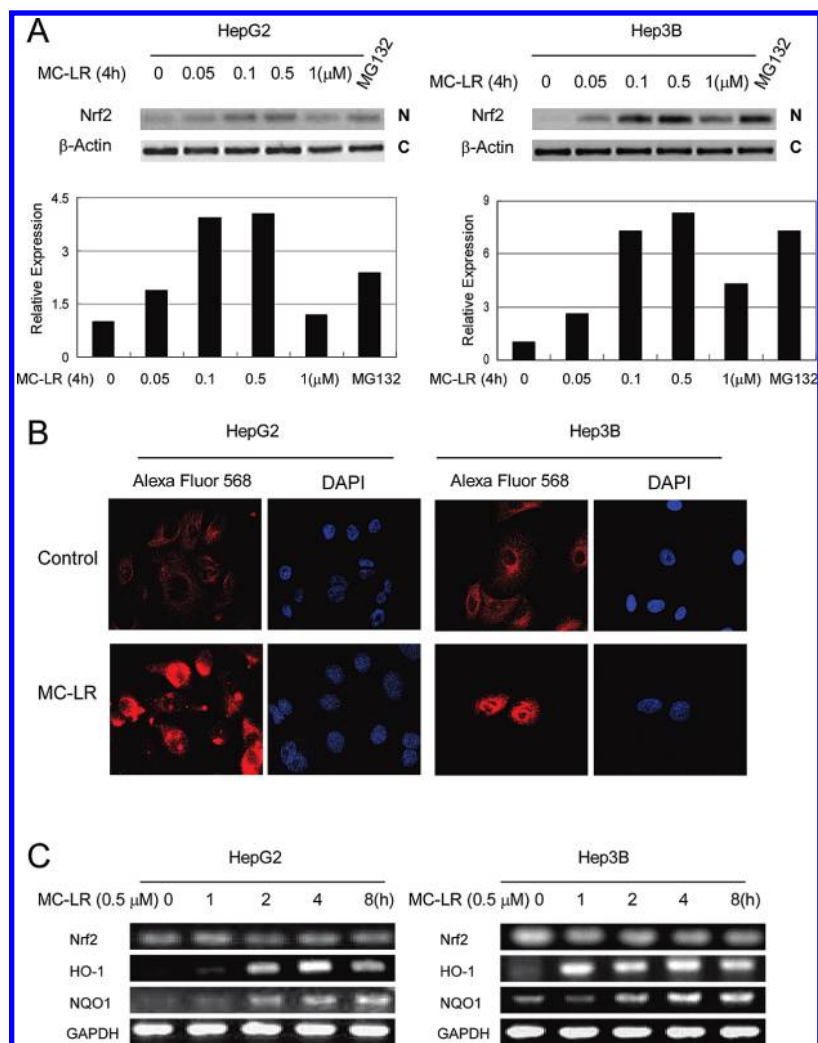 A
HepG2
MC-LR (4h) 0 0.05 0.1 0.5 1(μM) MG132
Nrf2 N
β-Actin C
Relative Expression
4.5
3
1.5
0
MC-LR (4h) 0 0.05 0.1 0.5 1(μM) MG132
Hep3B
MC-LR (4h) 0 0.05 0.1 0.5 1(μM) MG132
Nrf2 N
β-Actin C
Relative Expression
9
6
3
0
MC-LR (4h) 0 0.05 0.1 0.5 1(μM) MG132
B
HepG2 Hep3B
Alexa Fluor 568 DAPI Alexa Fluor 568 DAPI
Control
MC-LR
C
HepG2
MC-LR (0.5 μM) 0 1 2 4 8(h)
Nrf2
HO-1
NQO1
GAPDH
Hep3B
MC-LR (0.5 μM) 0 1 2 4 8(h)
Nrf2
HO-1
NQO1
GAPDH